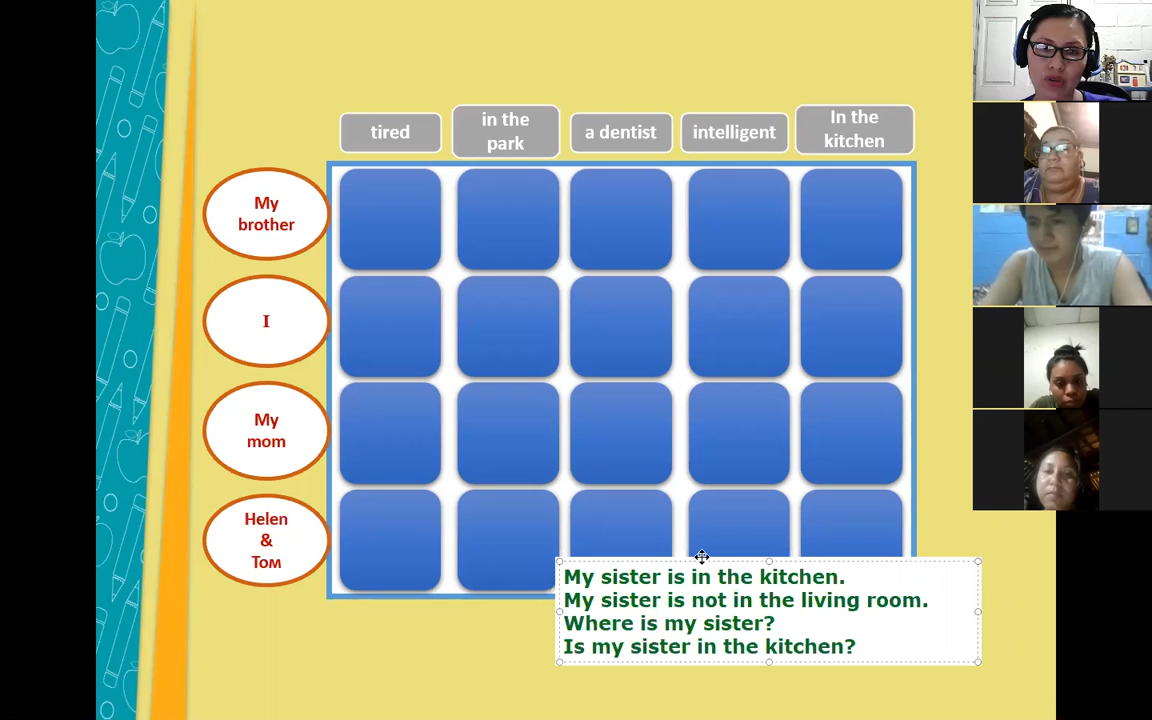 tired
in the
park
a dentist
intelligent
In the
kitchen
My
brother
I
My
mom
Helen
&
Tom
My sister is in the kitchen.
My sister is not in the living room.
Where is my sister?
Is my sister in the kitchen?